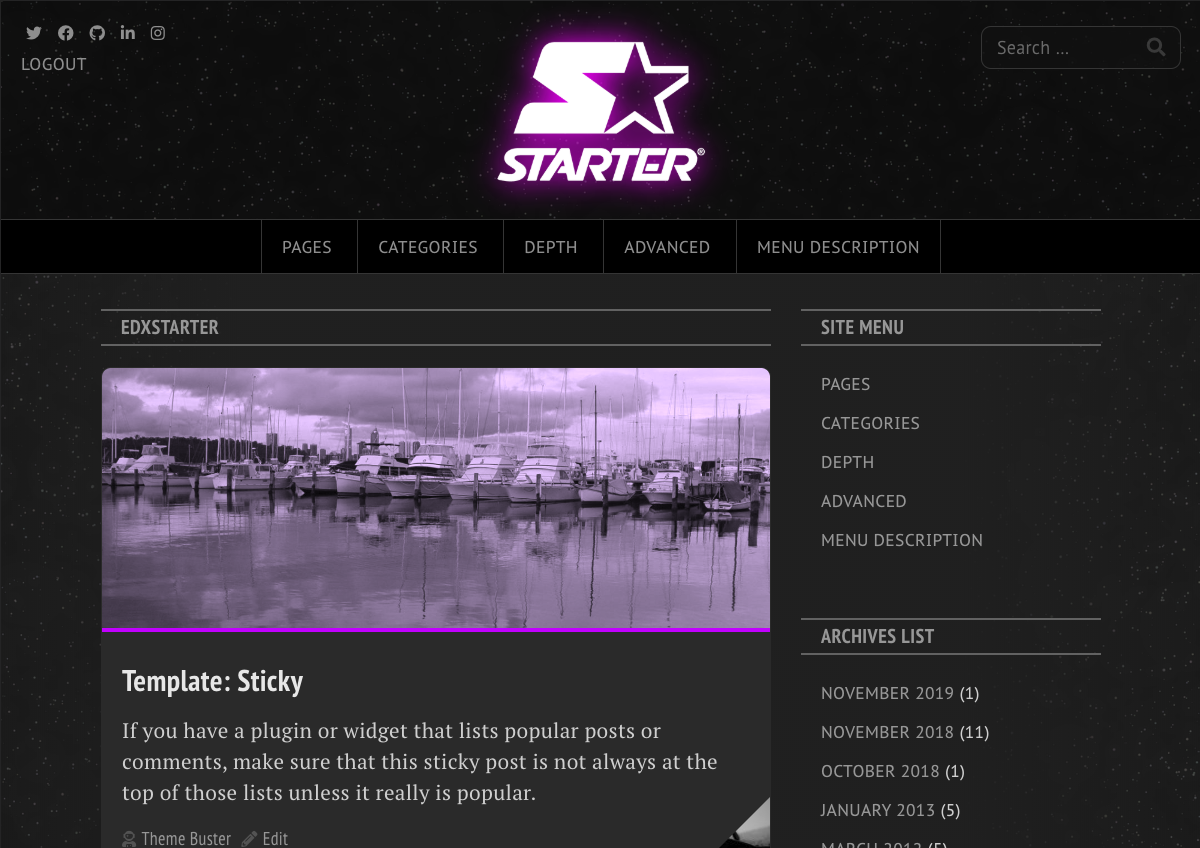 LOGOUT
STARTER®
Search ...
PAGES
CATEGORIES
DEPTH
ADVANCED
MENU DESCRIPTION
EDXSTARTER
Template: Sticky
If you have a plugin or widget that lists popular posts or
comments, make sure that this sticky post is not always at the
top of those lists unless it really is popular.
Theme Buster
Edit
SITE MENU
PAGES
CATEGORIES
DEPTH
ADVANCED
MENU DESCRIPTION
ARCHIVES LIST
NOVEMBER 2019 (1)
NOVEMBER 2018 (11)
OCTOBER 2018 (1)
JANUARY 2013 (5)
MARCH 2012 (5)